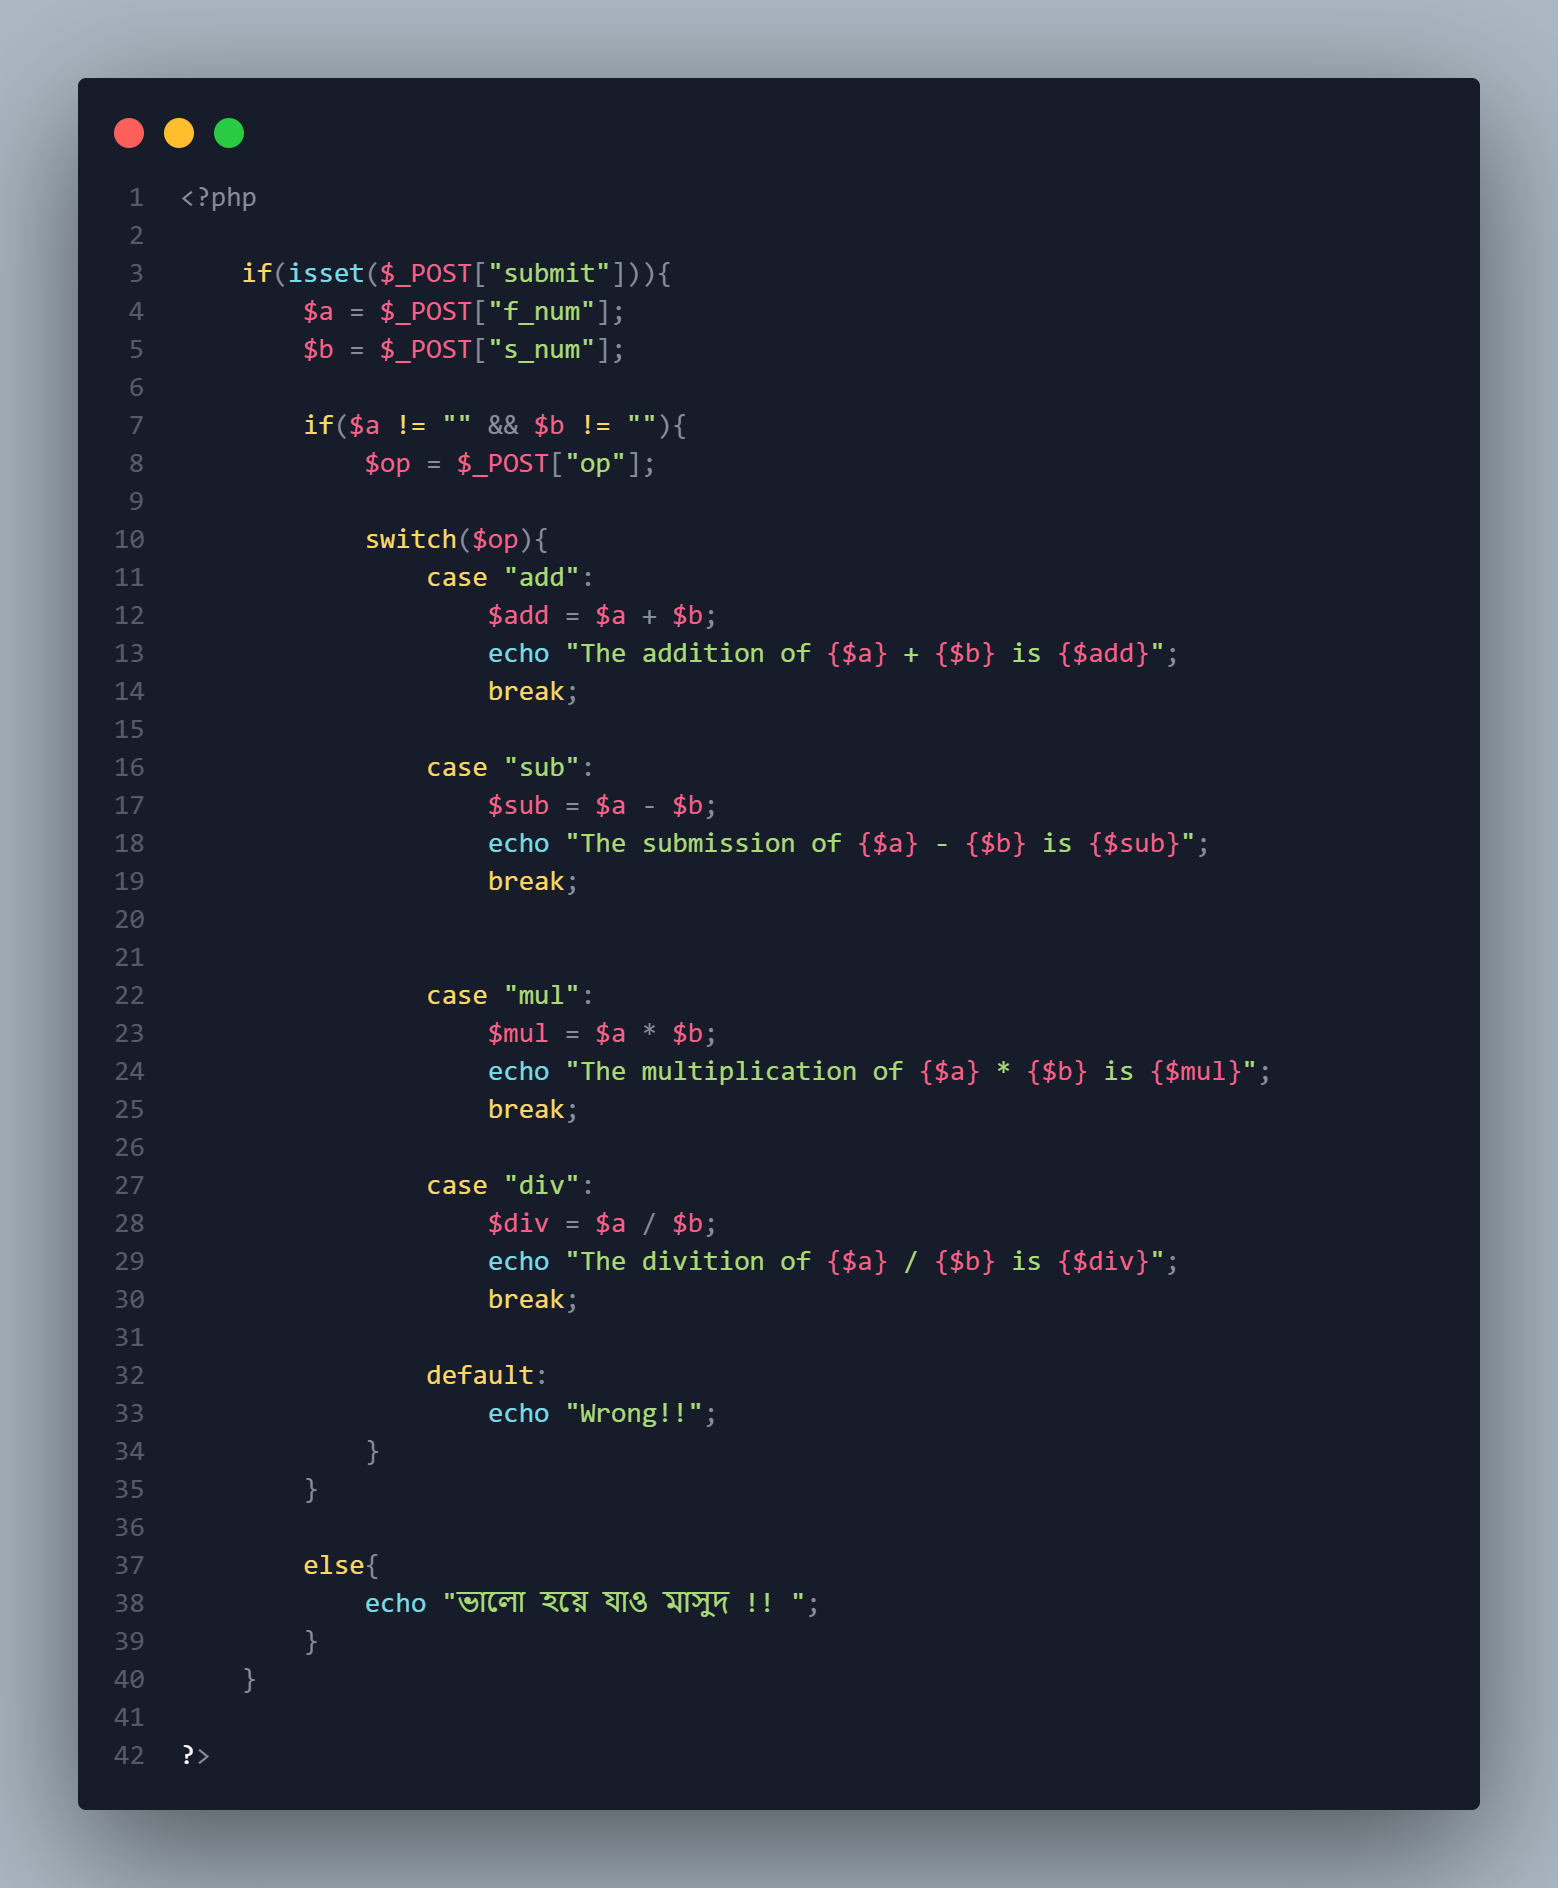 1 <?php
2
3     if(isset($_POST["submit"])){
4         $a = $_POST["f_num"];
5         $b = $_POST["s_num"];
6
7         if($a != "" && $b != ""){
8             $op = $_POST["op"];
9
10             switch($op){
11                 case "add":
12                     $add = $a + $b;
13                     echo "The addition of {$a} + {$b} is {$add}";
14                     break;
15
16                 case "sub":
17                     $sub = $a - $b;
18                     echo "The submission of {$a} - {$b} is {$sub}";
19                     break;
20
21
22                 case "mul":
23                     $mul = $a * $b;
24                     echo "The multiplication of {$a} * {$b} is {$mul}";
25                     break;
26
27                 case "div":
28                     $div = $a / $b;
29                     echo "The divition of {$a} / {$b} is {$div}";
30                     break;
31
32                 default:
33                     echo "Wrong!!";
34             }
35         }
36
37         else{
38             echo "ভালো হয়ে যাও মাসুদ !! ";
39         }
40     }
41
42 ?>